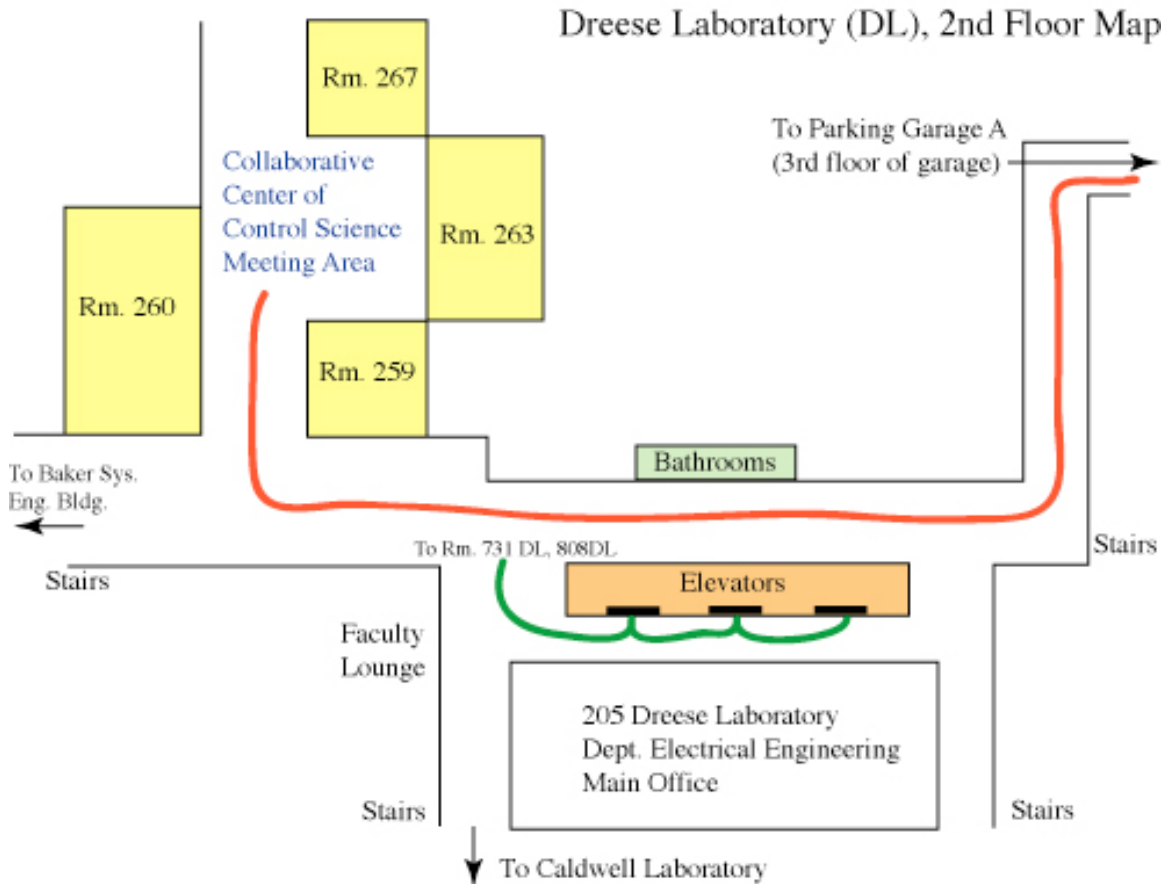 Dreese Laboratory (DL), 2nd Floor Map
Rm. 267
To Parking Garage A
(3rd floor of garage)
Collaborative
Center of
Control Science
Meeting Area
Rm. 263
Rm. 260
Rm. 259
Bathrooms
To Baker Sys.
Eng. Bldg.
To Rm. 731 DL, 808DL
Stairs
Stairs
Elevators
Faculty
Lounge
205 Dreese Laboratory
Dept. Electrical Engineering
Main Office
Stairs
Stairs
To Caldwell Laboratory